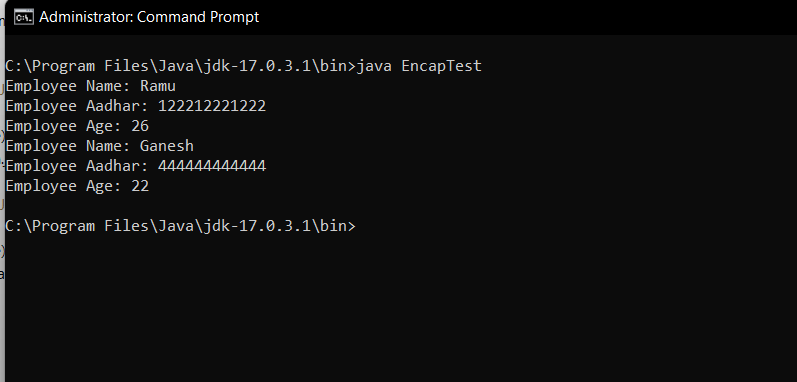 Administrator: Command Prompt
C:\Program Files\Java\jdk-17.0.3.1\bin>java EncapTest
Employee Name: Ramu
Employee Aadhar: 122212221222
Employee Age: 26
Employee Name: Ganesh
Employee Aadhar: 444444444444
Employee Age: 22
C:\Program Files\Java\jdk-17.0.3.1\bin>